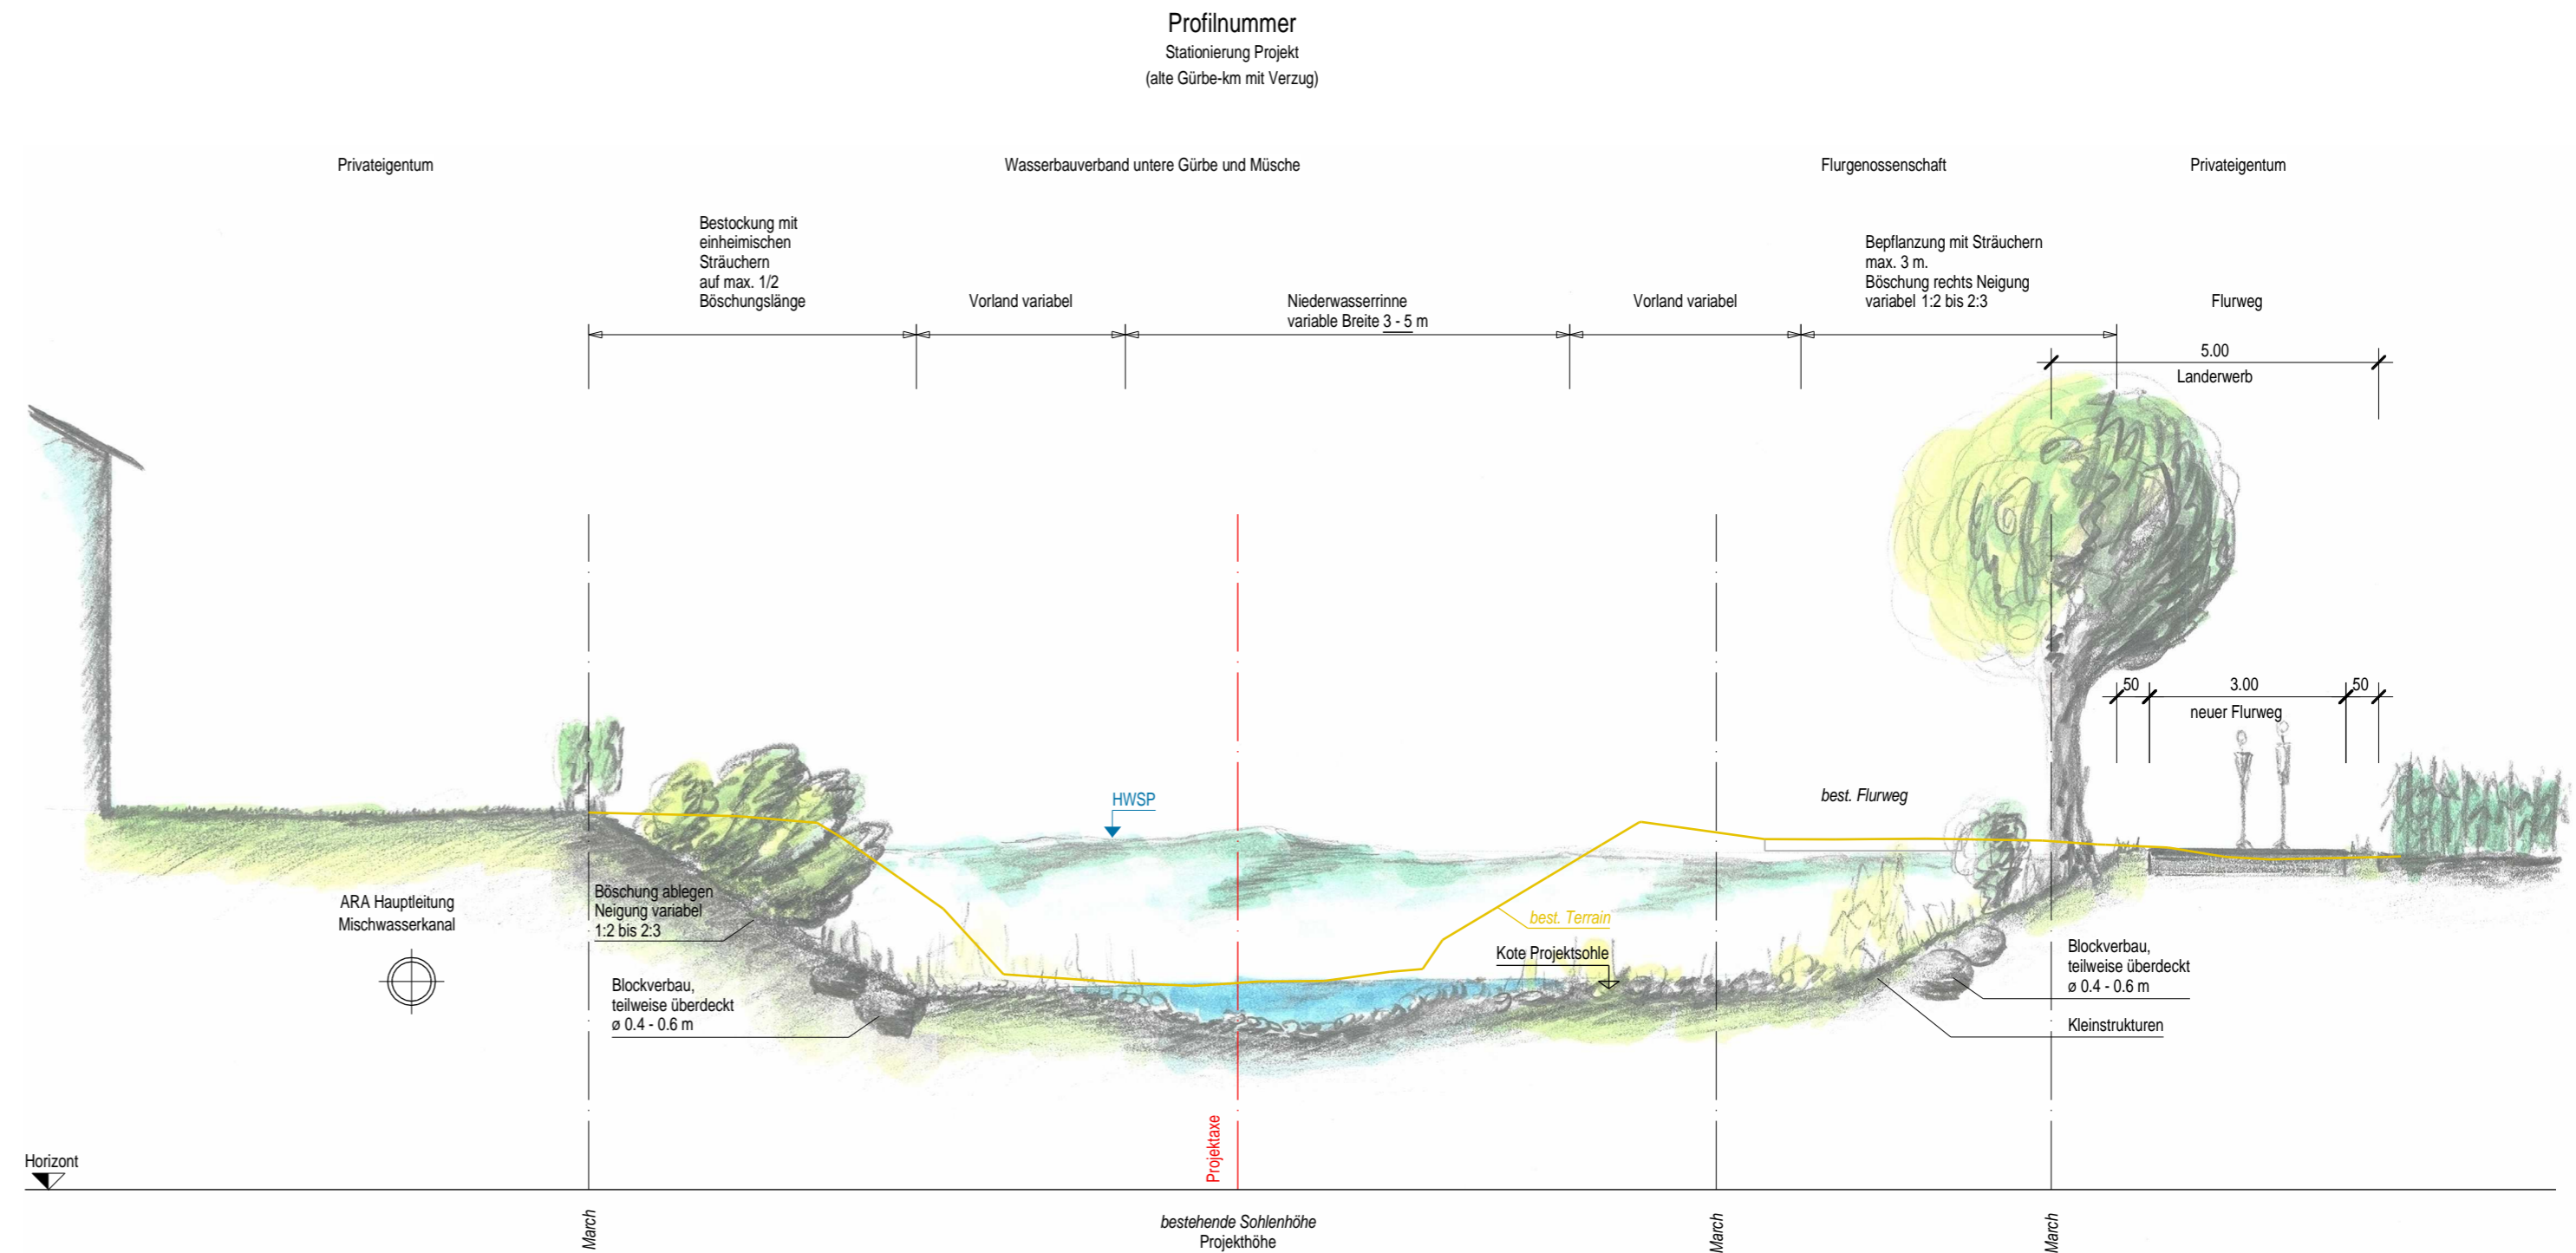 Profilnummer
Stationierung Projekt
(alte Gürbe-km mit Verzug)
Privateigentum
Wasserbauverband untere Gürbe und Müsche
Flurgenossenschaft
Privateigentum
Bestockung mit
einheimischen
Sträuchern
auf max. 1/2
Böschungslänge
Vorland variabel
Niederwasserrinne
variable Breite 3 - 5 m
Vorland variabel
Bepflanzung mit Sträuchern
max. 3 m.
Böschung rechts Neigung
variabel 1:2 bis 2:3
Flurweg
5.00
Landerwerb
50
3.00
50
neuer Flurweg
HWSP
best. Flurweg
ARA Hauptleitung
Mischwasserkanal
Böschung ablegen
Neigung variabel
1:2 bis 2:3
best. Terrain
Kote Projektsohle
Blockverbau,
teilweise überdeckt
ø 0.4 - 0.6 m
Blockverbau,
teilweise überdeckt
ø 0.4 - 0.6 m
Kleinstrukturen
Projektaxe
Horizont
March
bestehende Sohlenhöhe
Projekthöhe
March
March